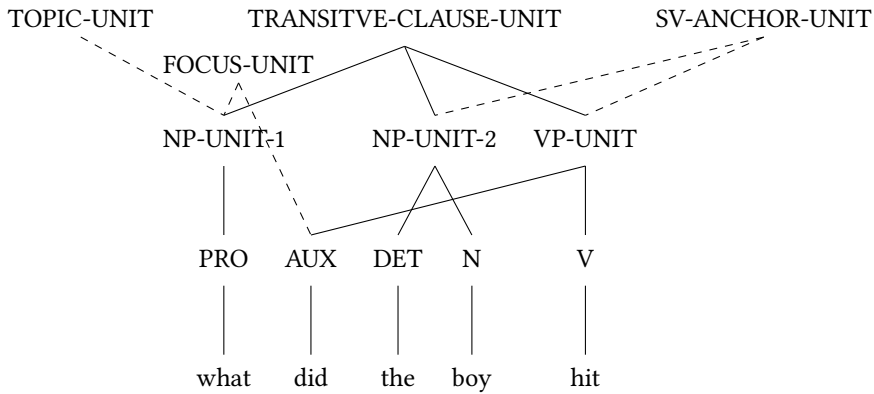 TOPIC-UNIT TRANSITVE-CLAUSE-UNIT SV-ANCHOR-UNIT
FOCUS-UNIT
NP-UNIT-1 NP-UNIT-2 VP-UNIT
PRO AUX DET N V
what did the boy hit